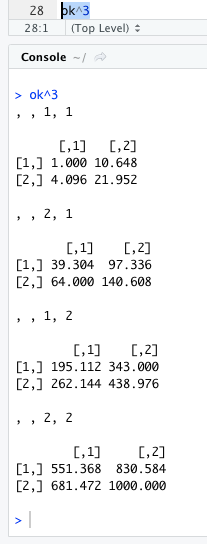 28 ok^3
28:1 (Top Level)
Console ~/
> ok^3
, , 1, 1
[,1] [,2]
[1,] 1.000 10.648
[2,] 4.096 21.952
, , 2, 1
[,1] [,2]
[1,] 39.304 97.336
[2,] 64.000 140.608
, , 1, 2
[,1] [,2]
[1,] 195.112 343.000
[2,] 262.144 438.976
, , 2, 2
[,1] [,2]
[1,] 551.368 830.584
[2,] 681.472 1000.000
>